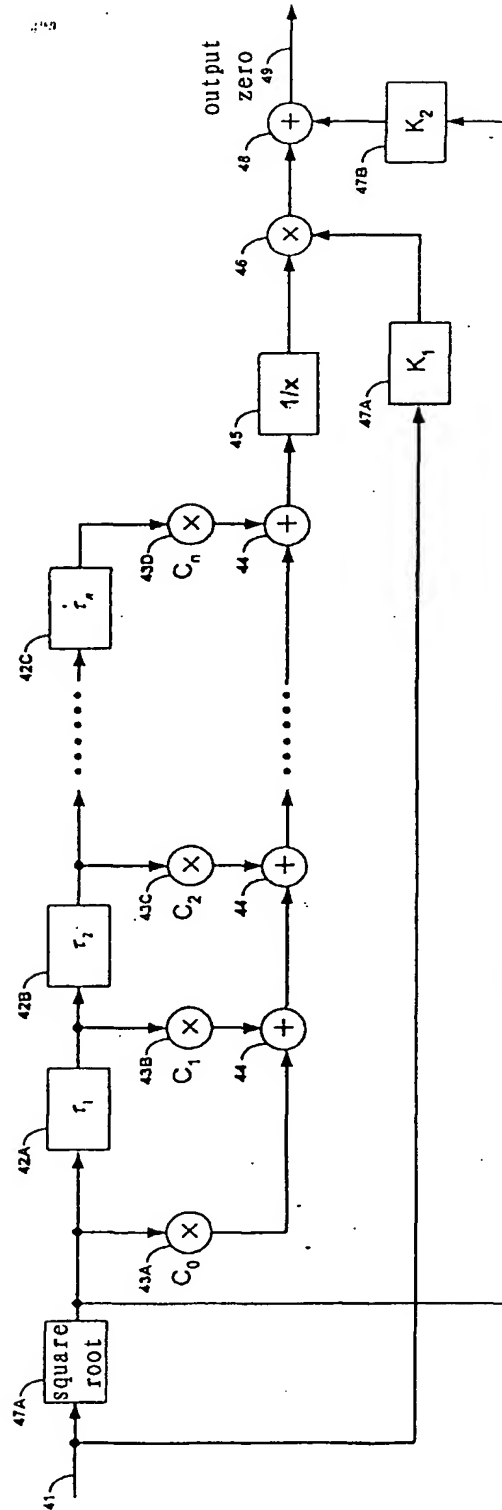 41
47A
square
root
42A
τ₁
42B
τ₂
42C
τₙ
43A
×
C₀
43B
×
C₁
43C
×
C₂
43D
×
Cₙ
44
+
44
+
44
+
45
1/x
46
×
47A
K₁
47B
K₂
48
+
49
output
zero